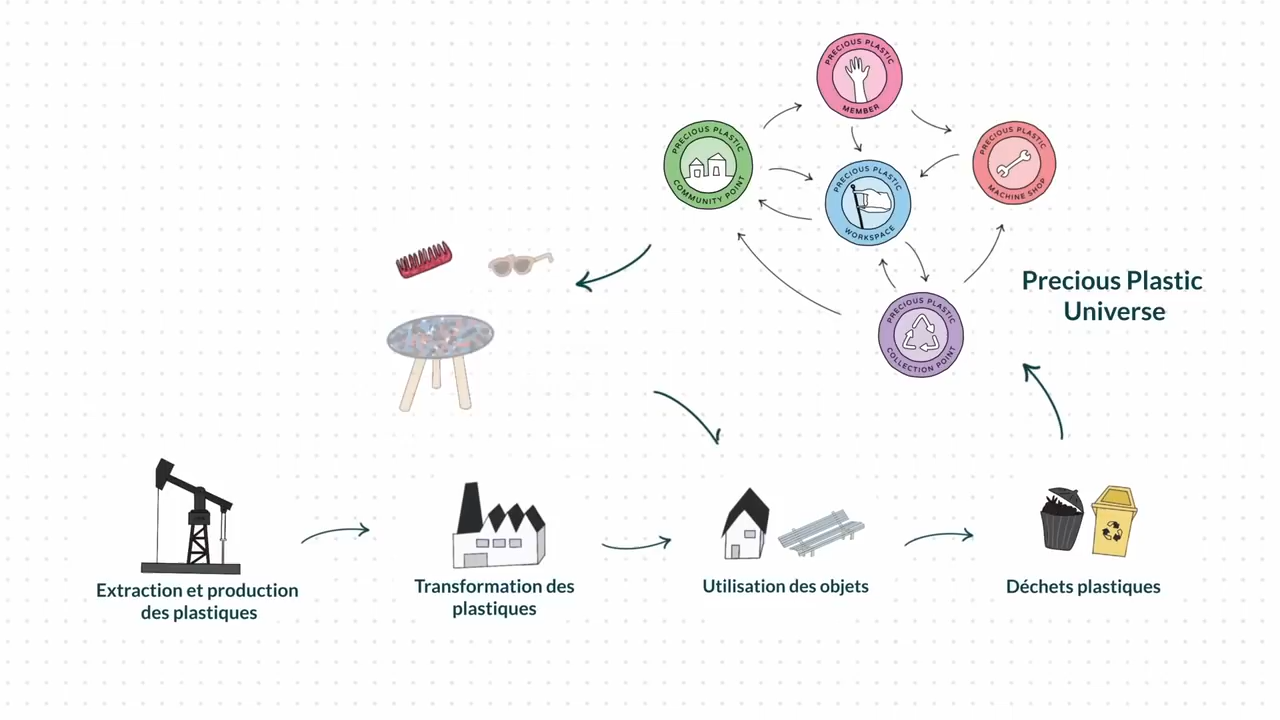 PRECIOUS PLASTIC
MEMBER
PRECIOUS PLASTIC
COMMUNITY POINT
PRECIOUS PLASTIC
MACHINE SHOP
PRECIOUS PLASTIC
WORKSPACE
PRECIOUS PLASTIC
COLLECTION POINT
Precious Plastic
Universe
Extraction et production
des plastiques
Transformation des
plastiques
Utilisation des objets
Déchets plastiques